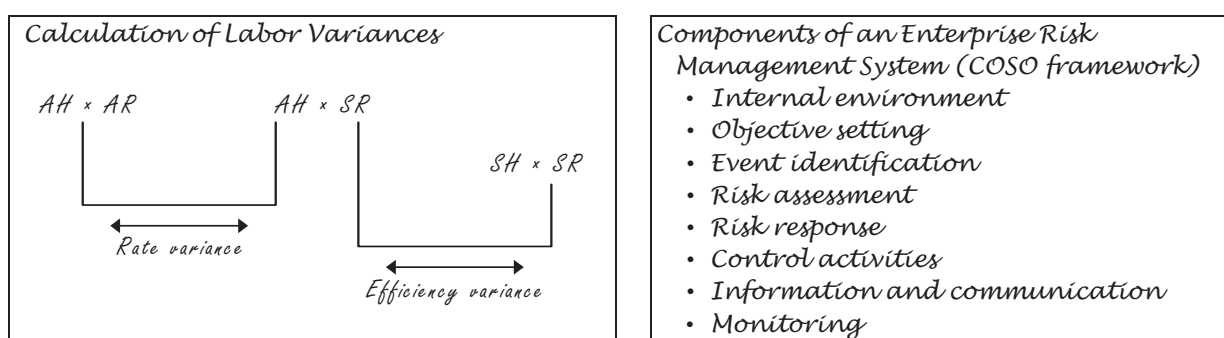 Calculation of Labor Variances
AH × AR
AH × SR
SH × SR
Rate variance
Efficiency variance
Components of an Enterprise Risk
Management System (COSO framework)
• Internal environment
• Objective setting
• Event identification
• Risk assessment
• Risk response
• Control activities
• Information and communication
• Monitoring